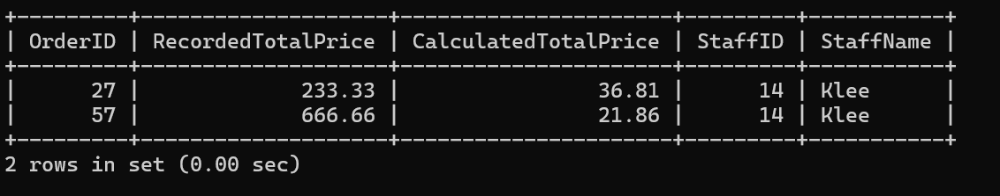 +---------+--------------------+----------------------+---------+-----------+
| OrderID | RecordedTotalPrice | CalculatedTotalPrice | StaffID | StaffName |
+---------+--------------------+----------------------+---------+-----------+
|      27 |             233.33 |                36.81 |      14 | Klee      |
|      57 |             666.66 |                21.86 |      14 | Klee      |
+---------+--------------------+----------------------+---------+-----------+
2 rows in set (0.00 sec)